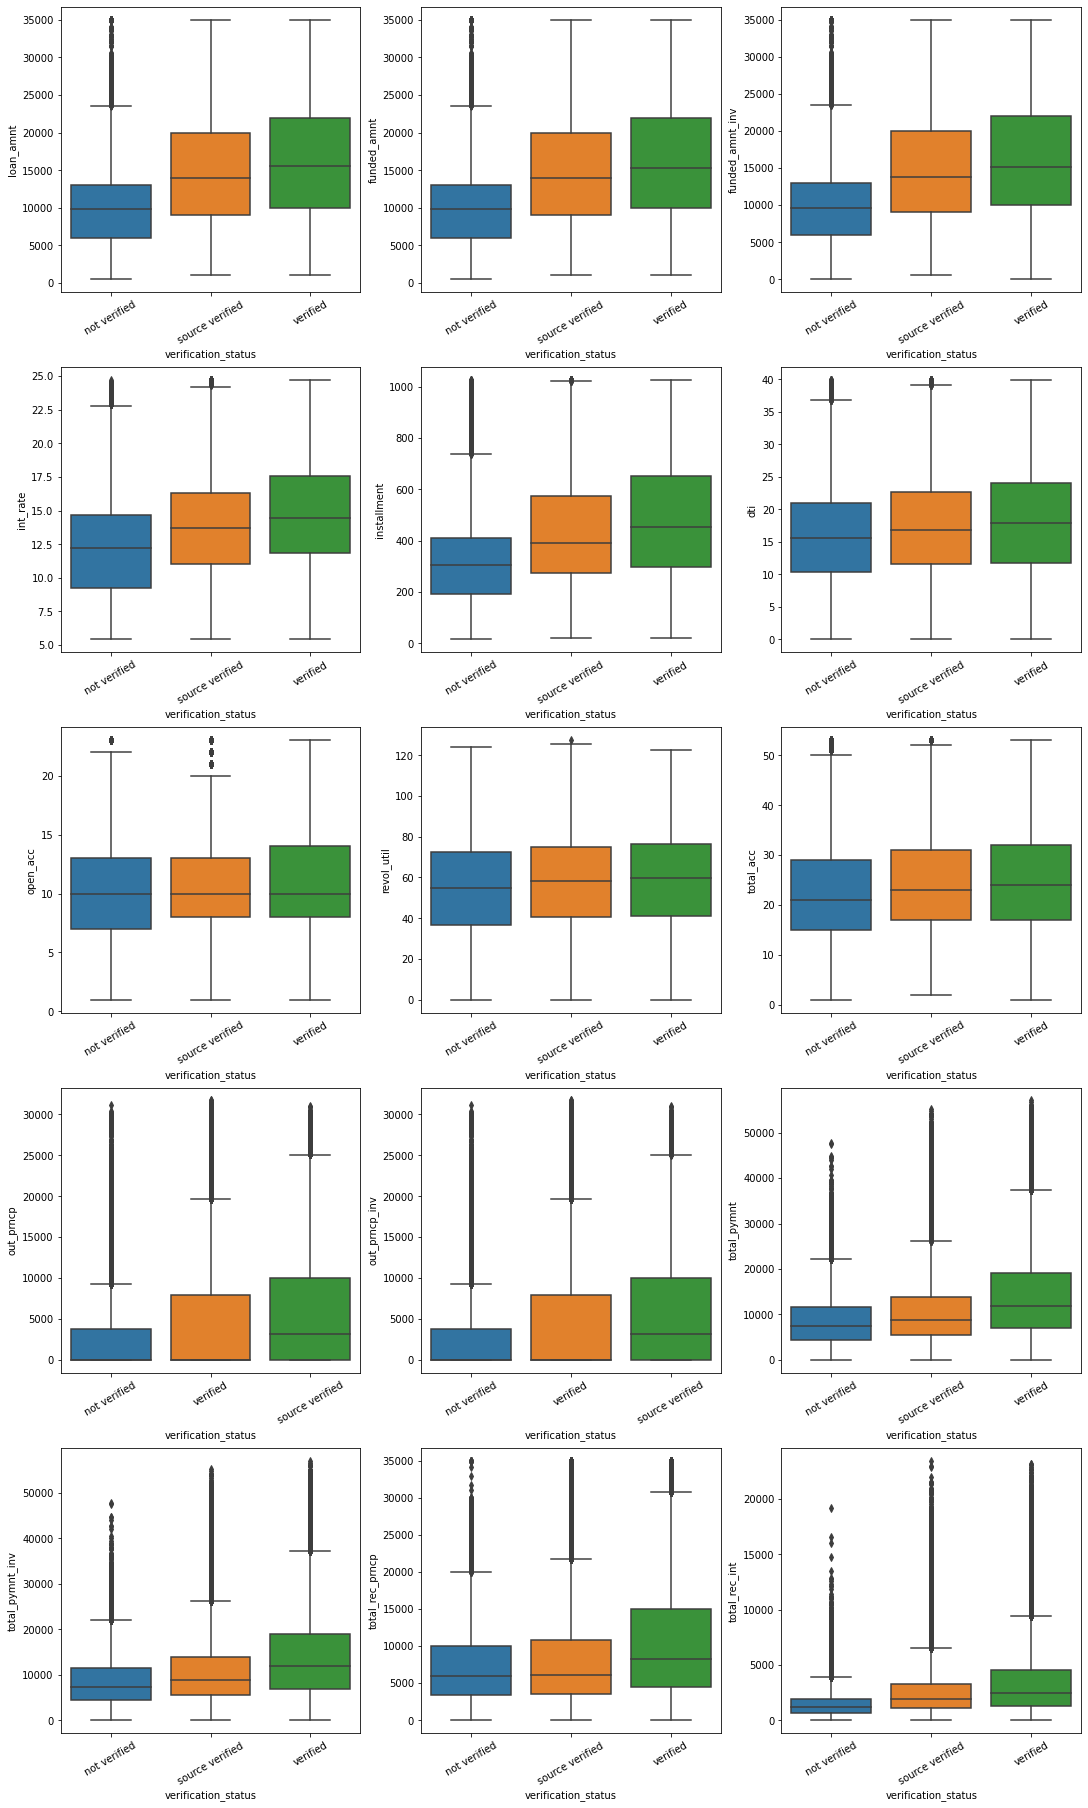 35000
30000
25000
20000
15000
10000
5000
0
loan_amnt
not verified
source verified
verified
verification_status
35000
30000
25000
20000
15000
10000
5000
0
funded_amnt
not verified
source verified
verified
verification_status
35000
30000
25000
20000
15000
10000
5000
0
funded_amnt_inv
not verified
source verified
verified
verification_status
25.0
22.5
20.0
17.5
15.0
12.5
10.0
7.5
5.0
int_rate
not verified
source verified
verified
verification_status
1000
800
600
400
200
0
installment
not verified
source verified
verified
verification_status
40
35
30
25
20
15
10
5
0
dti
not verified
source verified
verified
verification_status
20
15
10
5
0
open_acc
not verified
source verified
verified
verification_status
120
100
80
60
40
20
0
revol_util
not verified
source verified
verified
verification_status
50
40
30
20
10
0
total_acc
not verified
source verified
verified
verification_status
30000
25000
20000
15000
10000
5000
0
out_prncp
not verified
verified
source verified
verification_status
30000
25000
20000
15000
10000
5000
0
out_prncp_inv
not verified
verified
source verified
verification_status
50000
40000
30000
20000
10000
0
total_pymnt
not verified
source verified
verified
verification_status
50000
40000
30000
20000
10000
0
total_pymnt_inv
not verified
source verified
verified
verification_status
35000
30000
25000
20000
15000
10000
5000
0
total_rec_prncp
not verified
source verified
verified
verification_status
20000
15000
10000
5000
0
total_rec_int
not verified
source verified
verified
verification_status